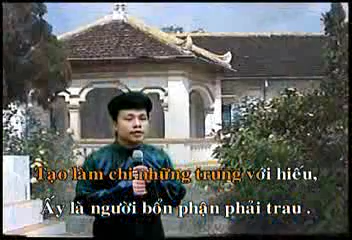 Tạo làm chi những trung với hiếu,
Ấy là người bổn phận phải trau .